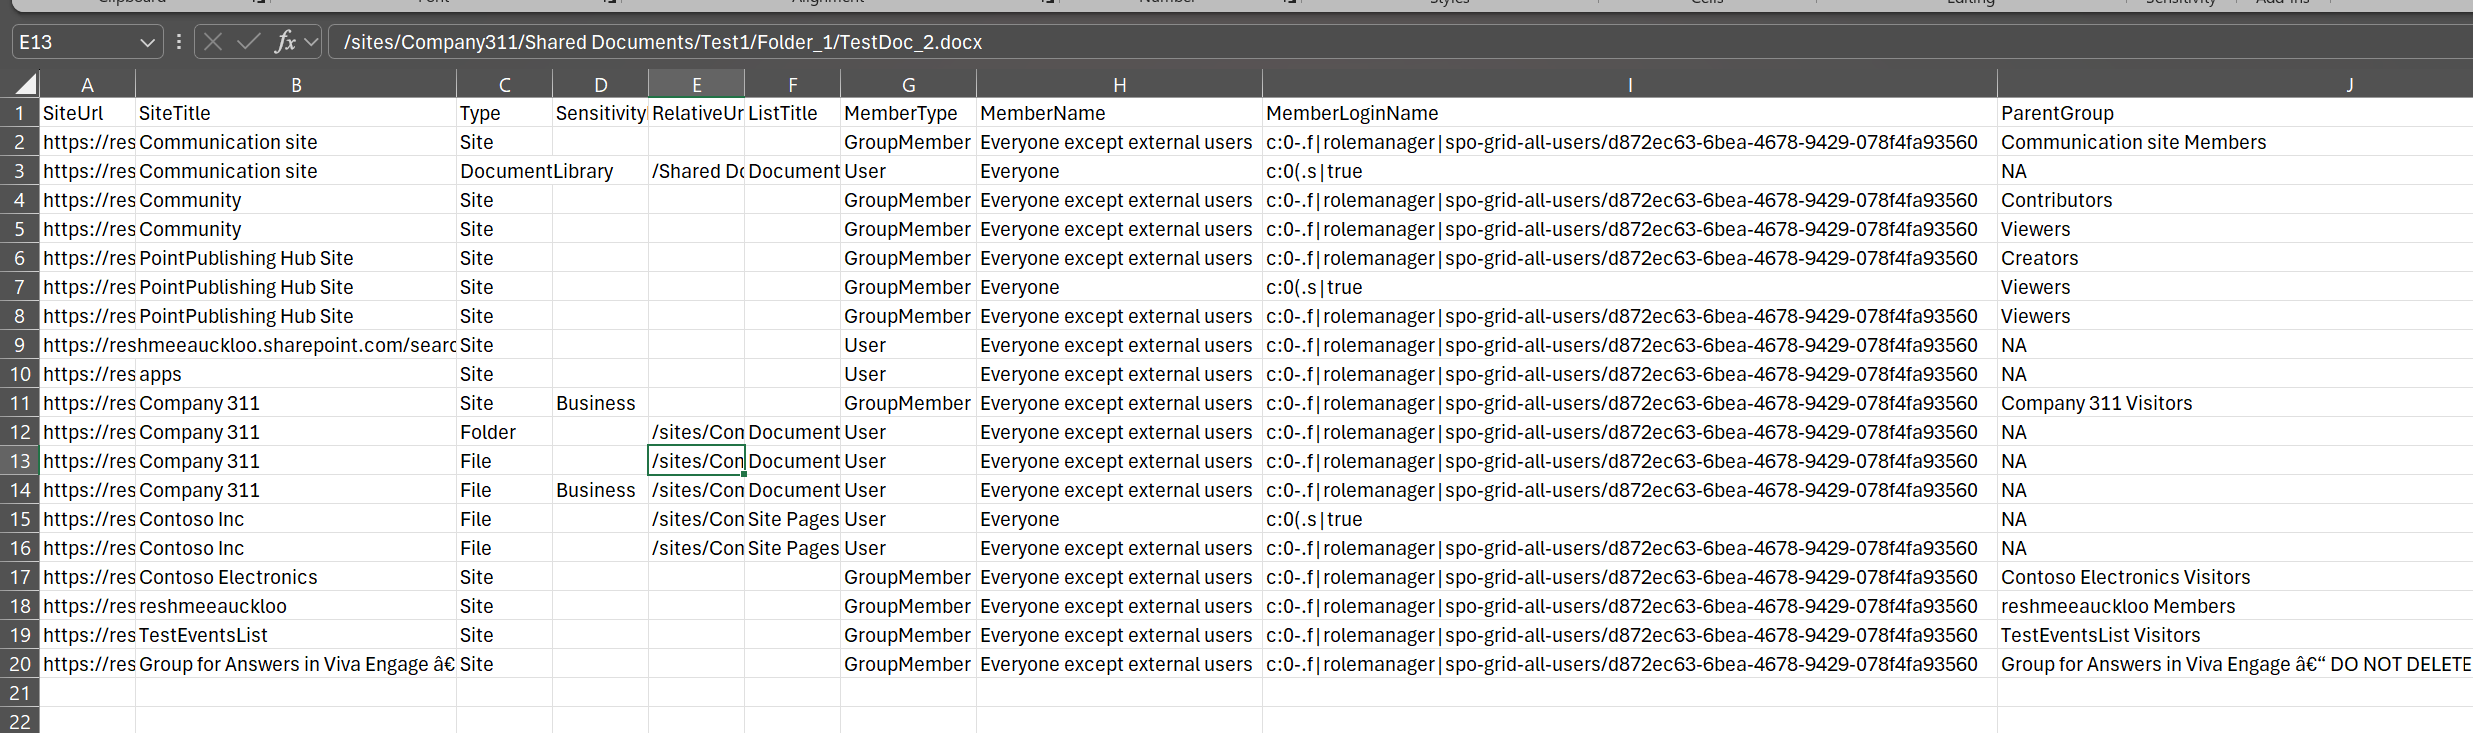 Clipboard Font Alignment Number Styles Cells Editing Sensitivity Add-ins
E13 fx /sites/Company311/Shared Documents/Test1/Folder_1/TestDoc_2.docx
A B C D E F G H I J
1 SiteUrl SiteTitle Type Sensitivity RelativeUr ListTitle MemberType MemberName MemberLoginName ParentGroup
2 https://res Communication site Site GroupMember Everyone except external users c:0-.f|rolemanager|spo-grid-all-users/d872ec63-6bea-4678-9429-078f4fa93560 Communication site Members
3 https://res Communication site DocumentLibrary /Shared Do Document User Everyone c:0(.s|true NA
4 https://res Community Site GroupMember Everyone except external users c:0-.f|rolemanager|spo-grid-all-users/d872ec63-6bea-4678-9429-078f4fa93560 Contributors
5 https://res Community Site GroupMember Everyone except external users c:0-.f|rolemanager|spo-grid-all-users/d872ec63-6bea-4678-9429-078f4fa93560 Viewers
6 https://res PointPublishing Hub Site Site GroupMember Everyone except external users c:0-.f|rolemanager|spo-grid-all-users/d872ec63-6bea-4678-9429-078f4fa93560 Creators
7 https://res PointPublishing Hub Site Site GroupMember Everyone c:0(.s|true Viewers
8 https://res PointPublishing Hub Site Site GroupMember Everyone except external users c:0-.f|rolemanager|spo-grid-all-users/d872ec63-6bea-4678-9429-078f4fa93560 Viewers
9 https://reshmeeauckloo.sharepoint.com/searc Site User Everyone except external users c:0-.f|rolemanager|spo-grid-all-users/d872ec63-6bea-4678-9429-078f4fa93560 NA
10 https://res apps Site User Everyone except external users c:0-.f|rolemanager|spo-grid-all-users/d872ec63-6bea-4678-9429-078f4fa93560 NA
11 https://res Company 311 Site Business GroupMember Everyone except external users c:0-.f|rolemanager|spo-grid-all-users/d872ec63-6bea-4678-9429-078f4fa93560 Company 311 Visitors
12 https://res Company 311 Folder /sites/Con Document User Everyone except external users c:0-.f|rolemanager|spo-grid-all-users/d872ec63-6bea-4678-9429-078f4fa93560 NA
13 https://res Company 311 File /sites/Con Document User Everyone except external users c:0-.f|rolemanager|spo-grid-all-users/d872ec63-6bea-4678-9429-078f4fa93560 NA
14 https://res Company 311 File Business /sites/Con Document User Everyone except external users c:0-.f|rolemanager|spo-grid-all-users/d872ec63-6bea-4678-9429-078f4fa93560 NA
15 https://res Contoso Inc File /sites/Con Site Pages User Everyone c:0(.s|true NA
16 https://res Contoso Inc File /sites/Con Site Pages User Everyone except external users c:0-.f|rolemanager|spo-grid-all-users/d872ec63-6bea-4678-9429-078f4fa93560 NA
17 https://res Contoso Electronics Site GroupMember Everyone except external users c:0-.f|rolemanager|spo-grid-all-users/d872ec63-6bea-4678-9429-078f4fa93560 Contoso Electronics Visitors
18 https://res reshmeeauckloo Site GroupMember Everyone except external users c:0-.f|rolemanager|spo-grid-all-users/d872ec63-6bea-4678-9429-078f4fa93560 reshmeeauckloo Members
19 https://res TestEventsList Site GroupMember Everyone except external users c:0-.f|rolemanager|spo-grid-all-users/d872ec63-6bea-4678-9429-078f4fa93560 TestEventsList Visitors
20 https://res Group for Answers in Viva Engage â€ Site GroupMember Everyone except external users c:0-.f|rolemanager|spo-grid-all-users/d872ec63-6bea-4678-9429-078f4fa93560 Group for Answers in Viva Engage â€“ DO NOT DELETE
21
22